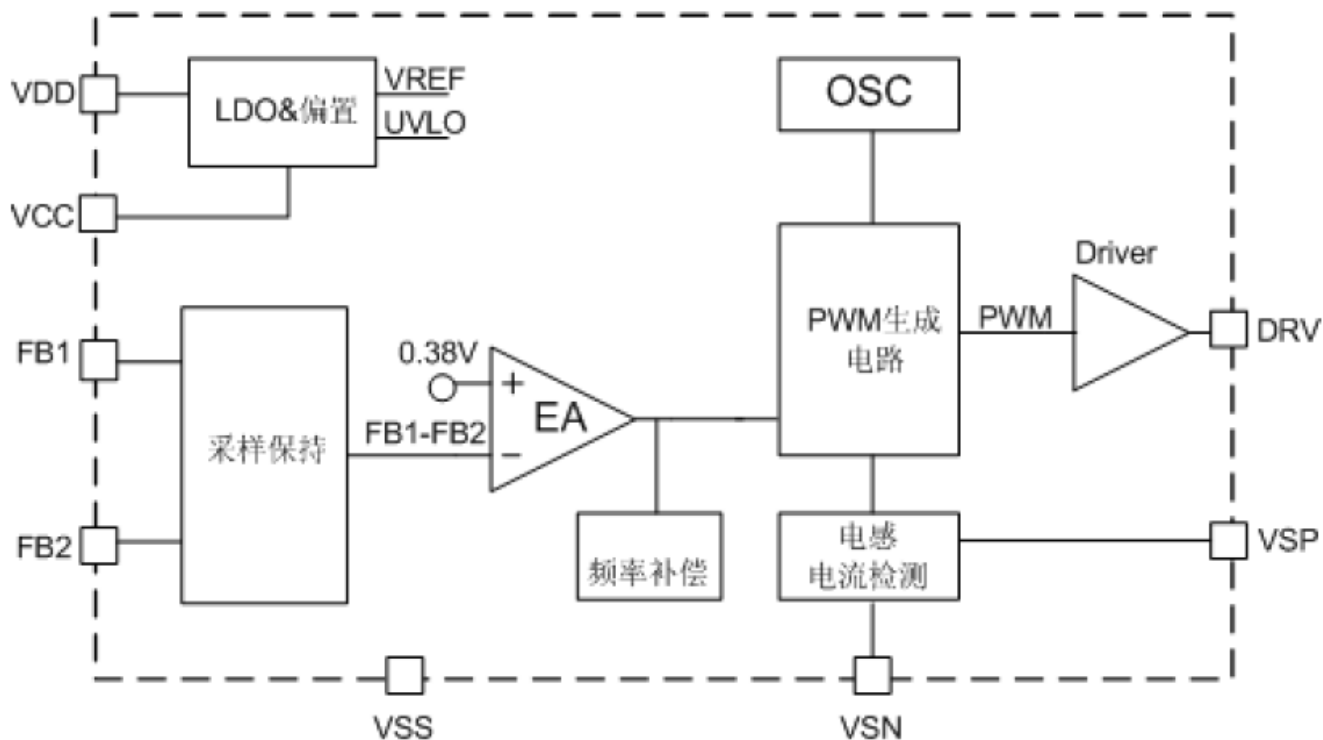 VDD
LDO&偏置
VREF
UVLO
VCC
OSC
FB1
采样保持
0.38V
+
EA
FB1-FB2
−
PWM生成
电路
PWM
Driver
DRV
FB2
频率补偿
电感
电流检测
VSP
VSS
VSN